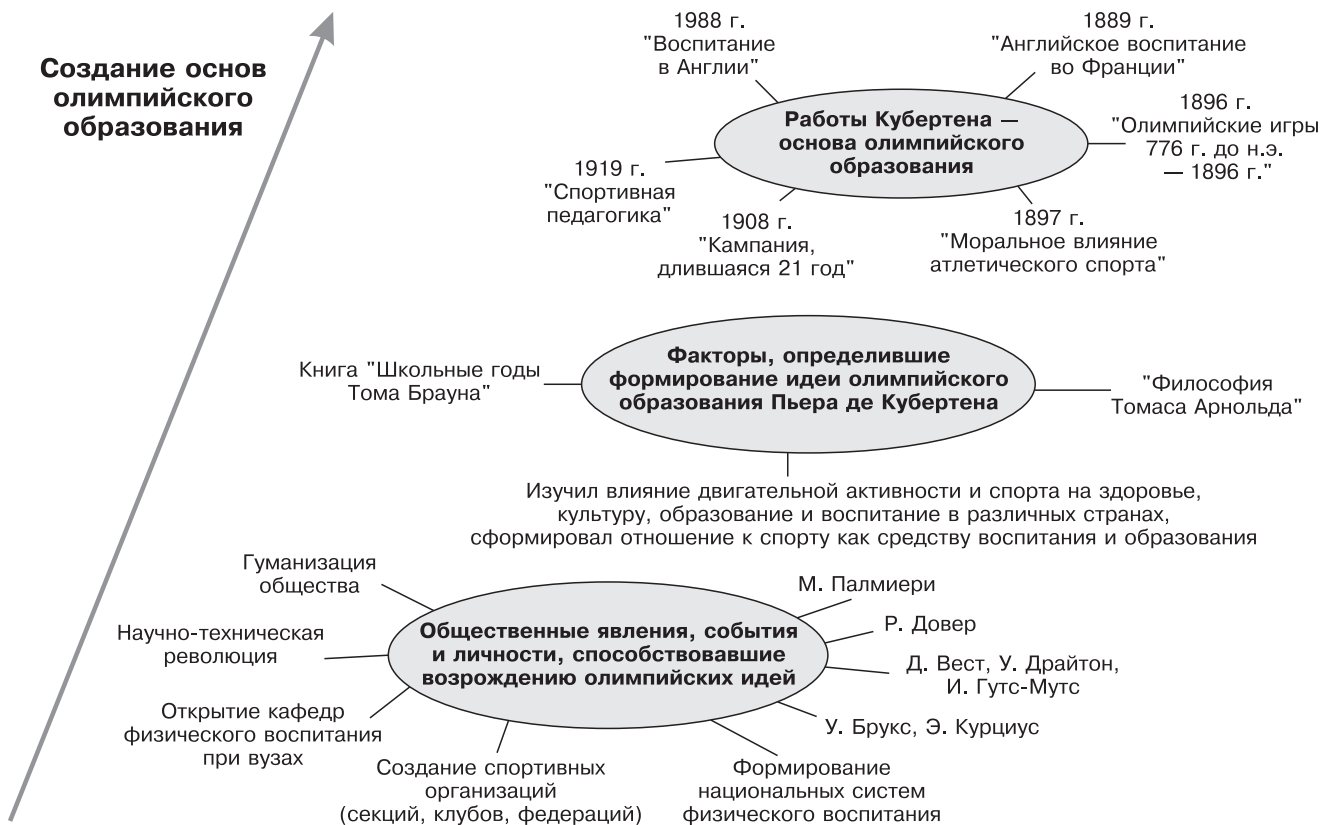 Создание основ
олимпийского
образования
1988 г.
"Воспитание
в Англии"
1889 г.
"Английское воспитание
во Франции"
Работы Кубертена —
основа олимпийского
образования
1896 г.
"Олимпийские игры
776 г. до н.э.
— 1896 г."
1919 г.
"Спортивная
педагогика"
1908 г.
"Кампания,
длившаяся 21 год"
1897 г.
"Моральное влияние
атлетического спорта"
Книга "Школьные годы
Тома Брауна"
Факторы, определившие
формирование идеи олимпийского
образования Пьера де Кубертена
"Философия
Томаса Арнольда"
Изучил влияние двигательной активности и спорта на здоровье,
культуру, образование и воспитание в различных странах,
сформировал отношение к спорту как средству воспитания и образования
Гуманизация
общества
Научно-техническая
революция
Открытие кафедр
физического воспитания
при вузах
Общественные явления, события
и личности, способствовавшие
возрождению олимпийских идей
М. Палмиери
Р. Довер
Д. Вест, У. Драйтон,
И. Гутс-Мутс
У. Брукс, Э. Курциус
Создание спортивных
организаций
(секций, клубов, федераций)
Формирование
национальных систем
физического воспитания